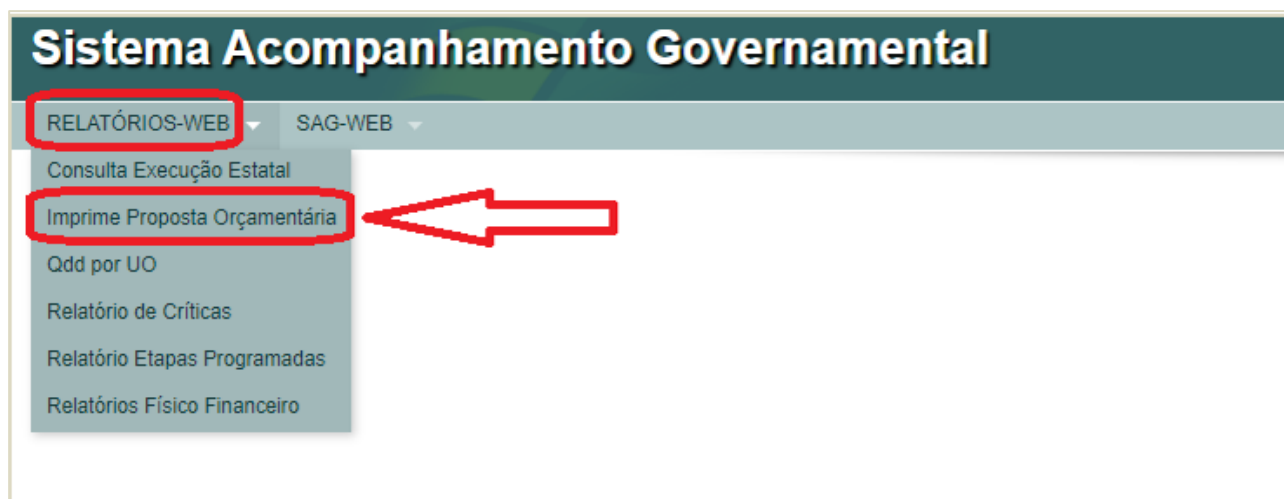 Sistema Acompanhamento Governamental
RELATÓRIOS-WEB SAG-WEB
Consulta Execução Estatal
Imprime Proposta Orçamentária
Qdd por UO
Relatório de Críticas
Relatório Etapas Programadas
Relatórios Físico Financeiro